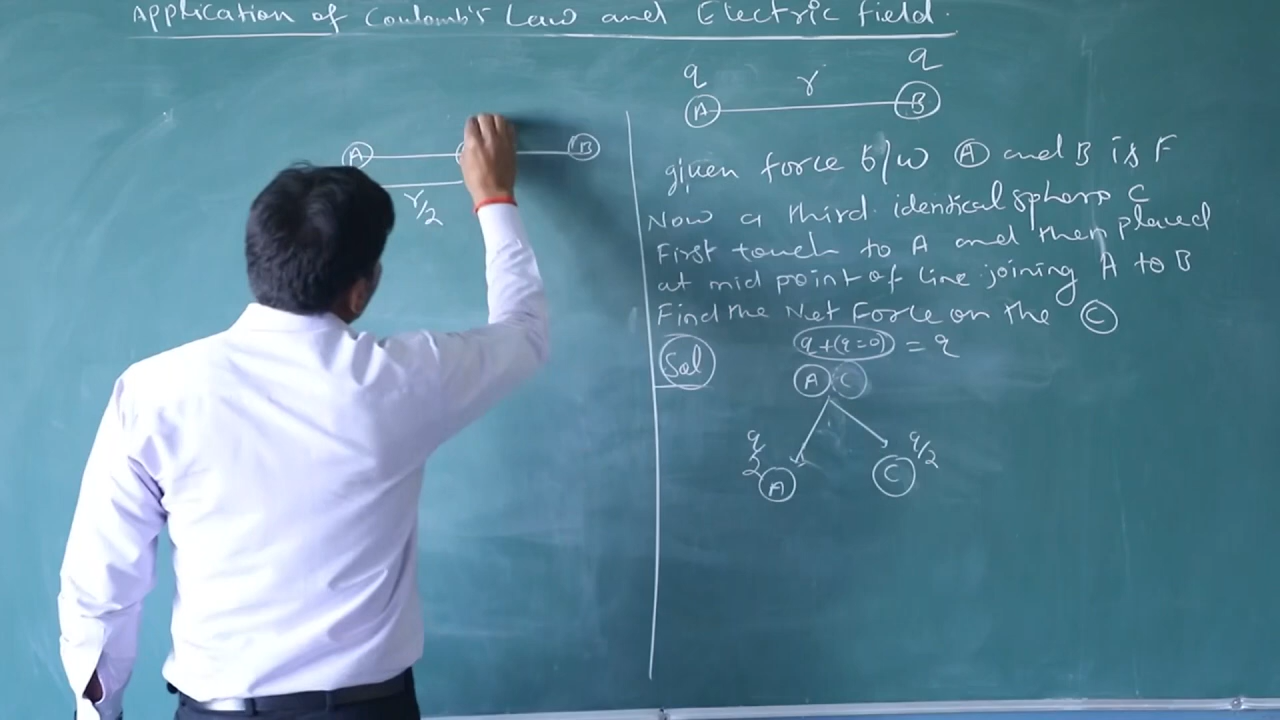 Application of Coulomb's Law and Electric field.
A B
r/2
q r q
A B
given force b/w A and B is F
Now a third identical sphere C
First touch to A and then placed
at mid point of line joining A to B
Find the Net Force on the C
Sol
q+(q=0) = q
A C
q/2 q/2
A C